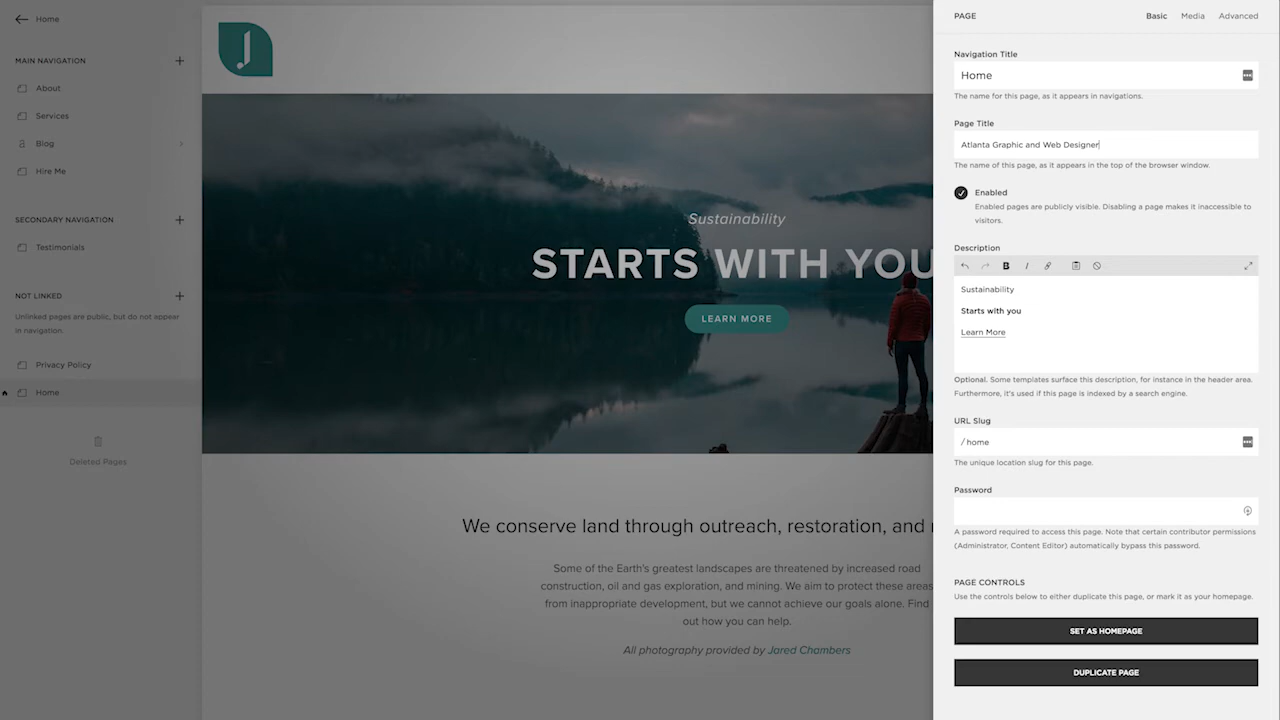 Home
MAIN NAVIGATION
About
Services
Blog
Hire Me
SECONDARY NAVIGATION
Testimonials
NOT LINKED
Unlinked pages are public, but do not appear
in navigation.
Privacy Policy
Home
Deleted Pages
J
Sustainability
STARTS WITH YOU
LEARN MORE
We conserve land through outreach, restoration, and
Some of the Earth's greatest landscapes are threatened by increased road
construction, oil and gas exploration, and mining. We aim to protect these areas
from inappropriate development, but we cannot achieve our goals alone. Find
out how you can help.
All photography provided by Jared Chambers
PAGE
Basic Media Advanced
Navigation Title
Home
The name for this page, as it appears in navigations.
Page Title
Atlanta Graphic and Web Designer
The name of this page, as it appears in the top of the browser window.
Enabled
Enabled pages are publicly visible. Disabling a page makes it inaccessible to
visitors.
Description
B I
Sustainability
Starts with you
Learn More
Optional. Some templates surface this description, for instance in the header area.
Furthermore, it's used if this page is indexed by a search engine.
URL Slug
/ home
The unique location slug for this page.
Password
A password required to access this page. Note that certain contributor permissions
(Administrator, Content Editor) automatically bypass this password.
PAGE CONTROLS
Use the controls below to either duplicate this page, or mark it as your homepage.
SET AS HOMEPAGE
DUPLICATE PAGE